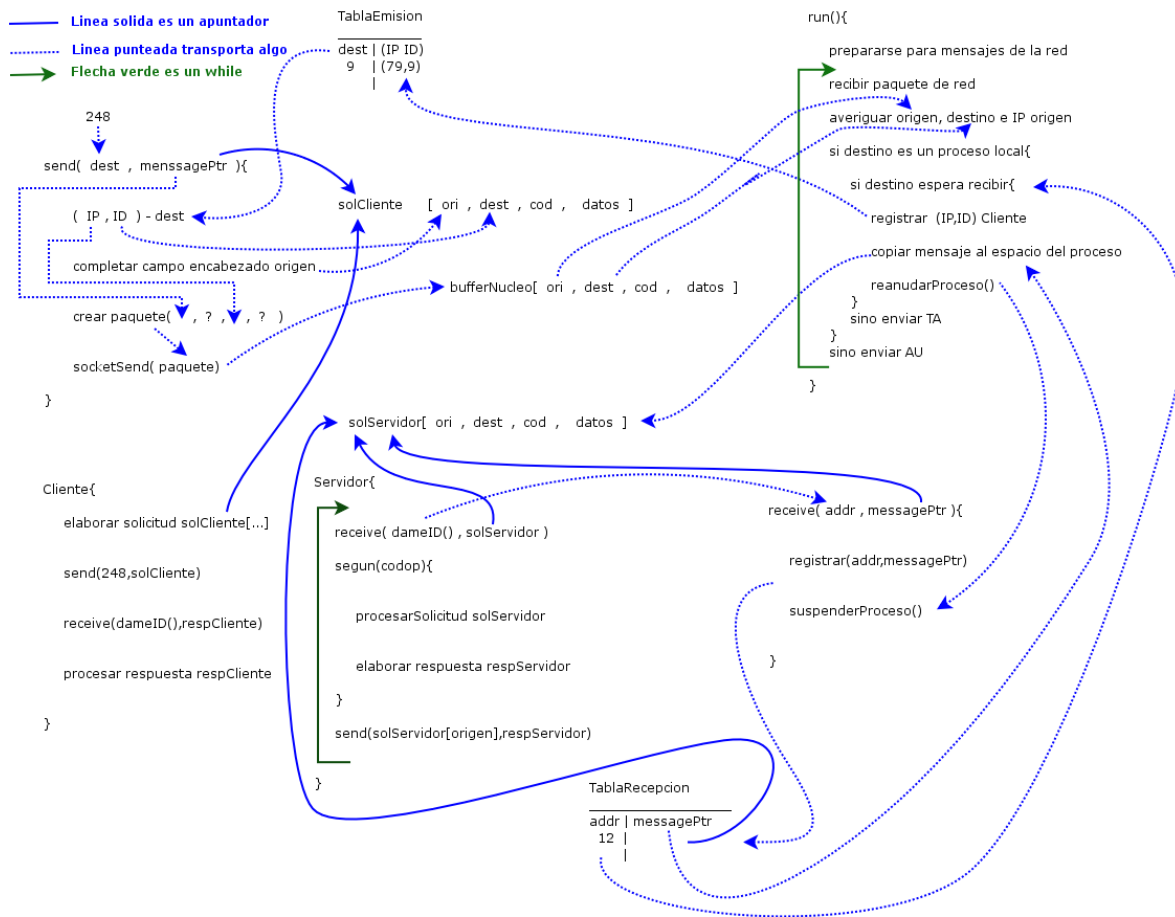 Linea solida es un apuntador
Linea punteada transporta algo
Flecha verde es un while
TablaEmision
dest | (IP ID)
9 | (79,9)
|
248
send( dest , menssagePtr ){
( IP , ID ) - dest
completar campo encabezado origen
crear paquete( , ? , , ? )
socketSend( paquete)
}
solCliente [ ori , dest , cod , datos ]
bufferNucleo[ ori , dest , cod , datos ]
run(){
prepararse para mensajes de la red
recibir paquete de red
averiguar origen, destino e IP origen
si destino es un proceso local{
si destino espera recibir{
registrar (IP,ID) Cliente
copiar mensaje al espacio del proceso
reanudarProceso()
}
sino enviar TA
}
sino enviar AU
}
solServidor[ ori , dest , cod , datos ]
Cliente{
elaborar solicitud solCliente[...]
send(248,solCliente)
receive(dameID(),respCliente)
procesar respuesta respCliente
}
Servidor{
receive( dameID() , solServidor )
segun(codop){
procesarSolicitud solServidor
elaborar respuesta respServidor
}
send(solServidor[origen],respServidor)
}
receive( addr , messagePtr ){
registrar(addr,messagePtr)
suspenderProceso()
}
TablaRecepcion
addr | messagePtr
12 |
|